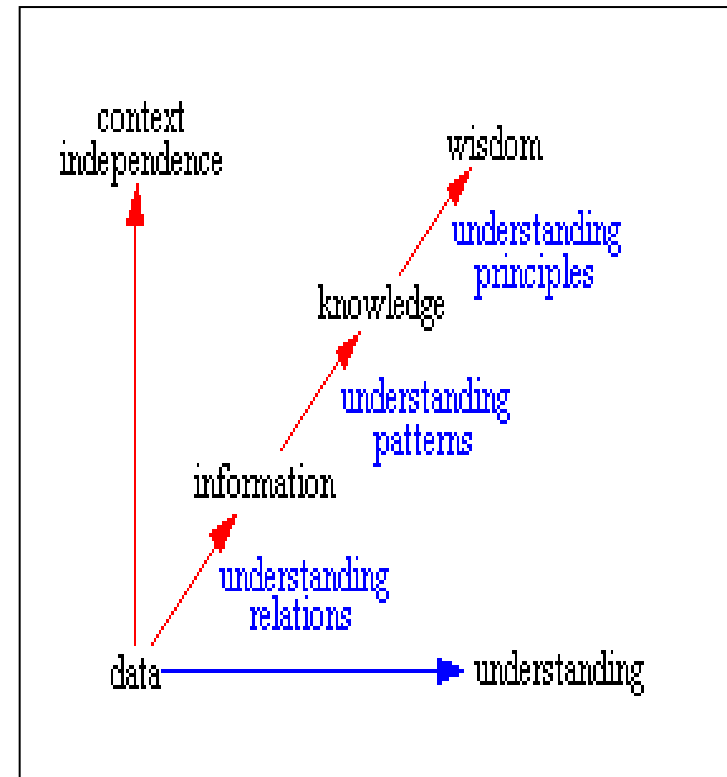 context
independence
wisdom
understanding
principles
knowledge
understanding
patterns
information
understanding
relations
data
understanding